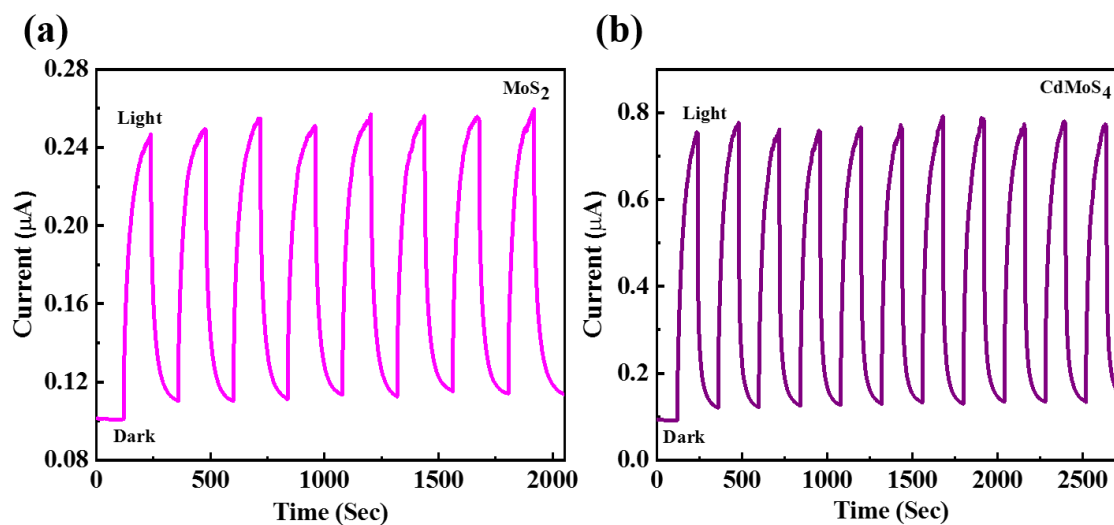 (a)
MoS₂
Light
Dark
Current (μA)
0.28
0.24
0.20
0.16
0.12
0.08
0
500
1000
1500
2000
Time (Sec)
(b)
CdMoS₄
Light
Dark
Current (μA)
0.8
0.6
0.4
0.2
0.0
0
500
1000
1500
2000
2500
Time (Sec)